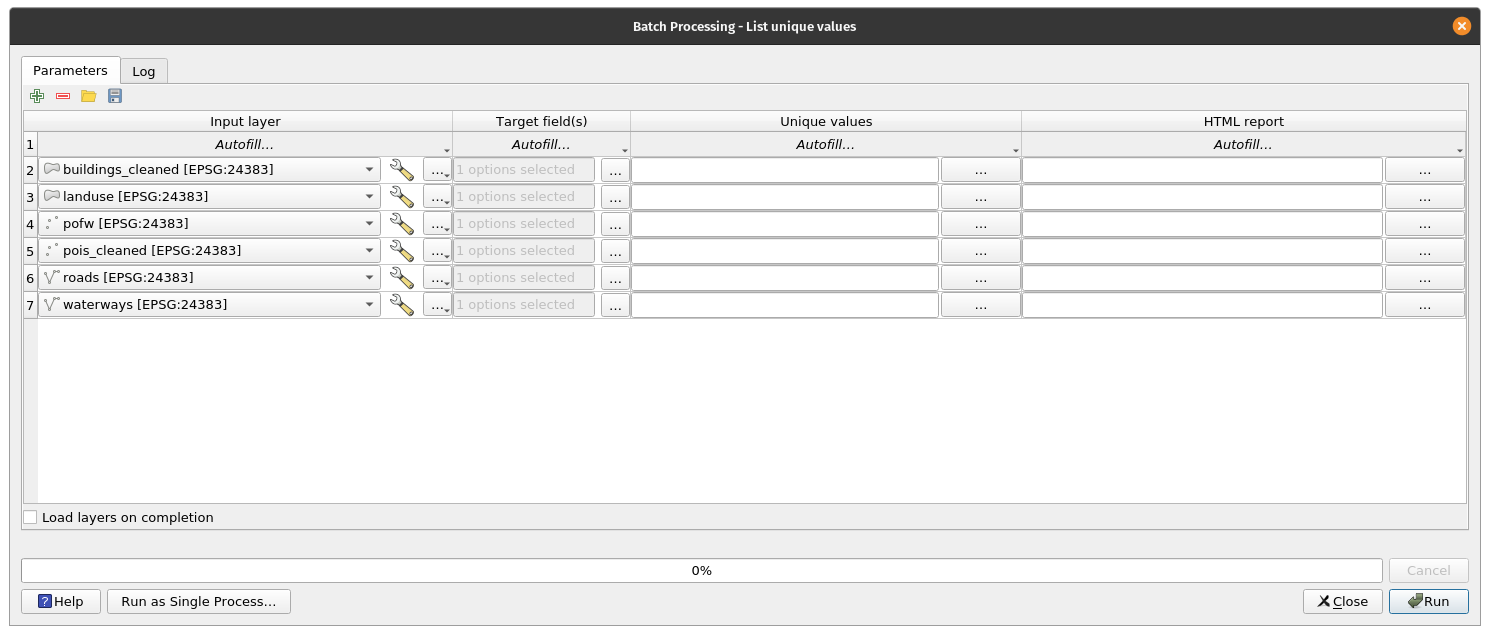 Batch Processing - List unique values
Parameters Log
Input layer Target field(s) Unique values HTML report
1 Autofill... Autofill... Autofill... Autofill...
2 buildings_cleaned [EPSG:24383] ... 1 options selected ... ... ...
3 landuse [EPSG:24383] ... 1 options selected ... ... ...
4 pofw [EPSG:24383] ... 1 options selected ... ... ...
5 pois_cleaned [EPSG:24383] ... 1 options selected ... ... ...
6 roads [EPSG:24383] ... 1 options selected ... ... ...
7 waterways [EPSG:24383] ... 1 options selected ... ... ...
Load layers on completion
0% Cancel
? Help Run as Single Process... Close Run